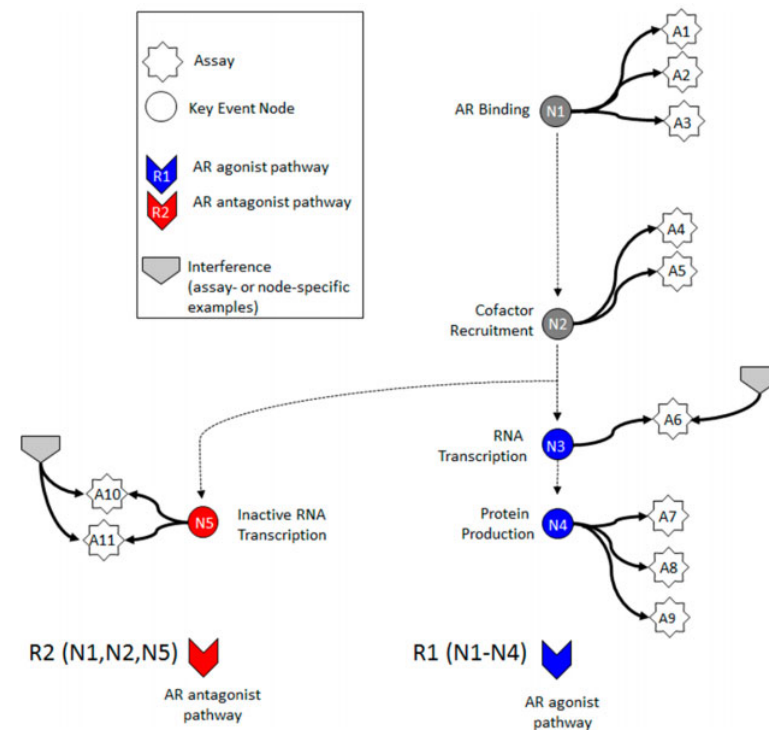 Assay
Key Event Node
R1
AR agonist pathway
R2
AR antagonist pathway
Interference
(assay- or node-specific
examples)
A1
A2
A3
AR Binding
N1
A4
A5
Cofactor
Recruitment
N2
A6
RNA
Transcription
N3
A10
A11
N5
Inactive RNA
Transcription
Protein
Production
N4
A7
A8
A9
R2 (N1,N2,N5)
AR antagonist
pathway
R1 (N1-N4)
AR agonist
pathway